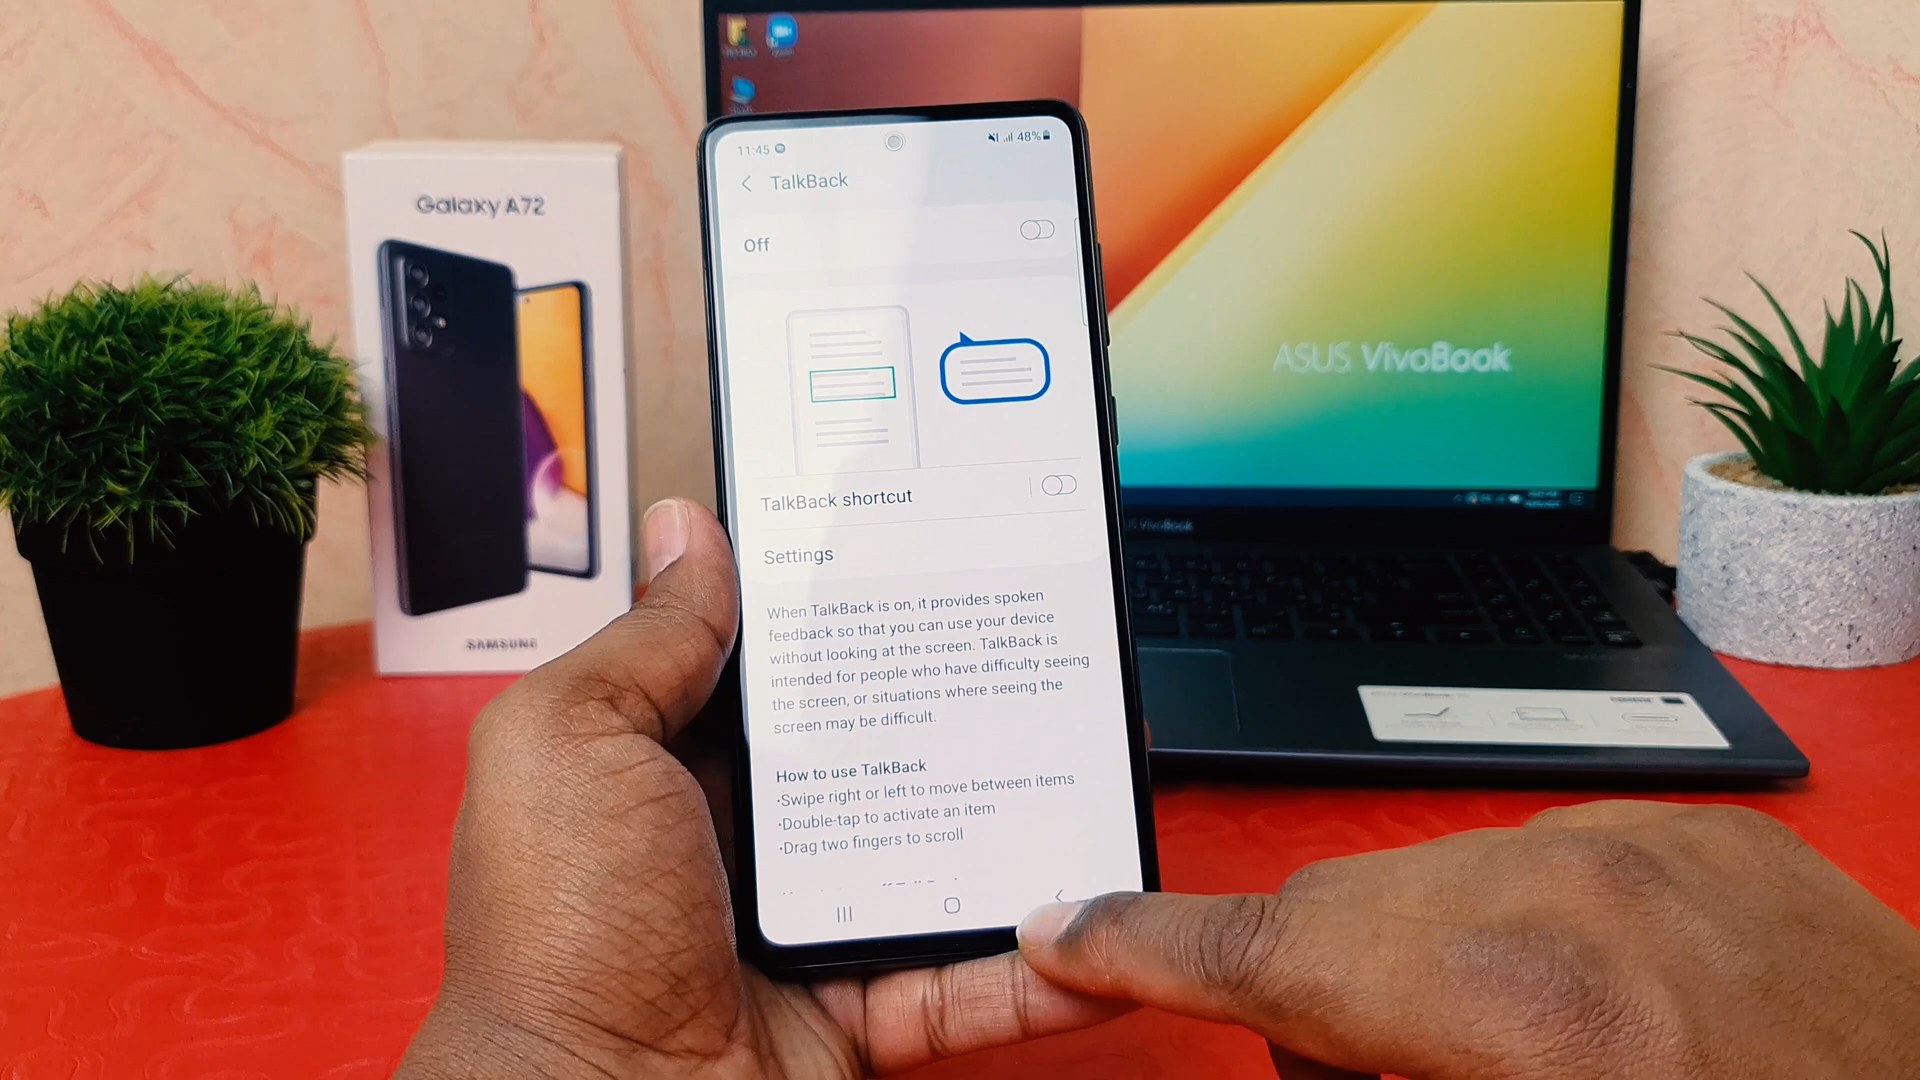 Galaxy A72
SAMSUNG
11:45
48%
TalkBack
Off
TalkBack shortcut
Settings
When TalkBack is on, it provides spoken
feedback so that you can use your device
without looking at the screen. TalkBack is
intended for people who have difficulty seeing
the screen, or situations where seeing the
screen may be difficult.
How to use TalkBack
•Swipe right or left to move between items
•Double-tap to activate an item
•Drag two fingers to scroll
ASUS VivoBook
VivoBook